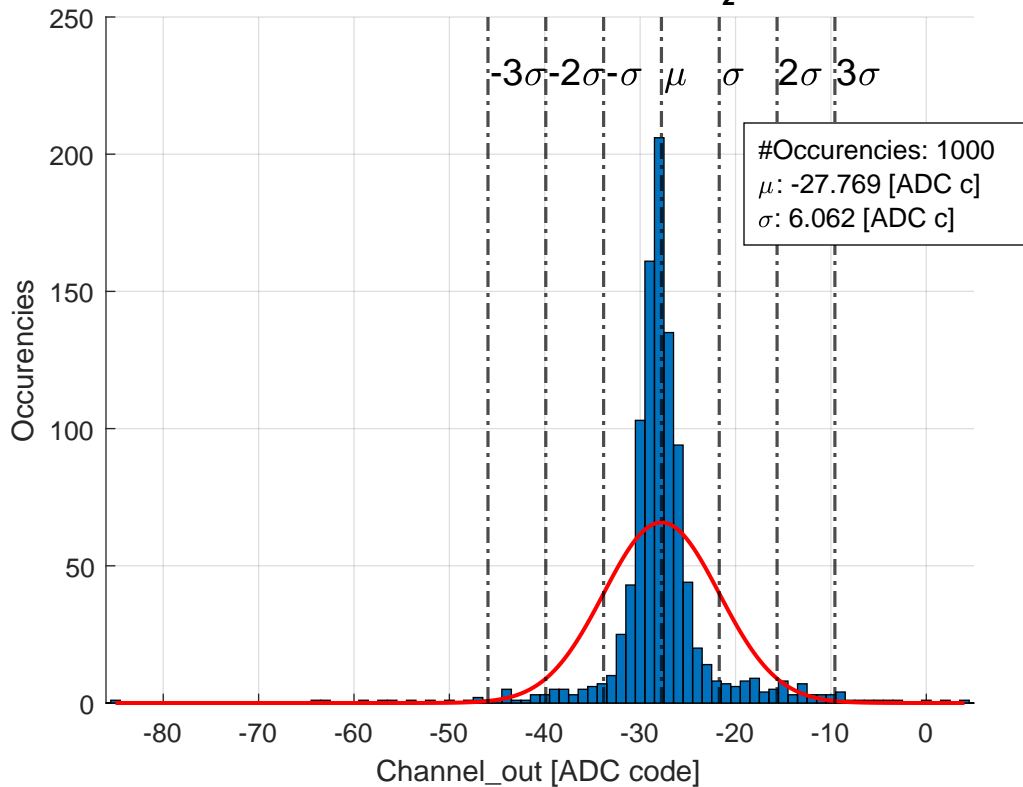 2
250
-3σ -2σ -σ μ σ 2σ 3σ
#Occurencies: 1000
μ: -27.769 [ADC c]
σ: 6.062 [ADC c]
200
150
100
50
0
Occurencies
-80 -70 -60 -50 -40 -30 -20 -10 0
Channel_out [ADC code]